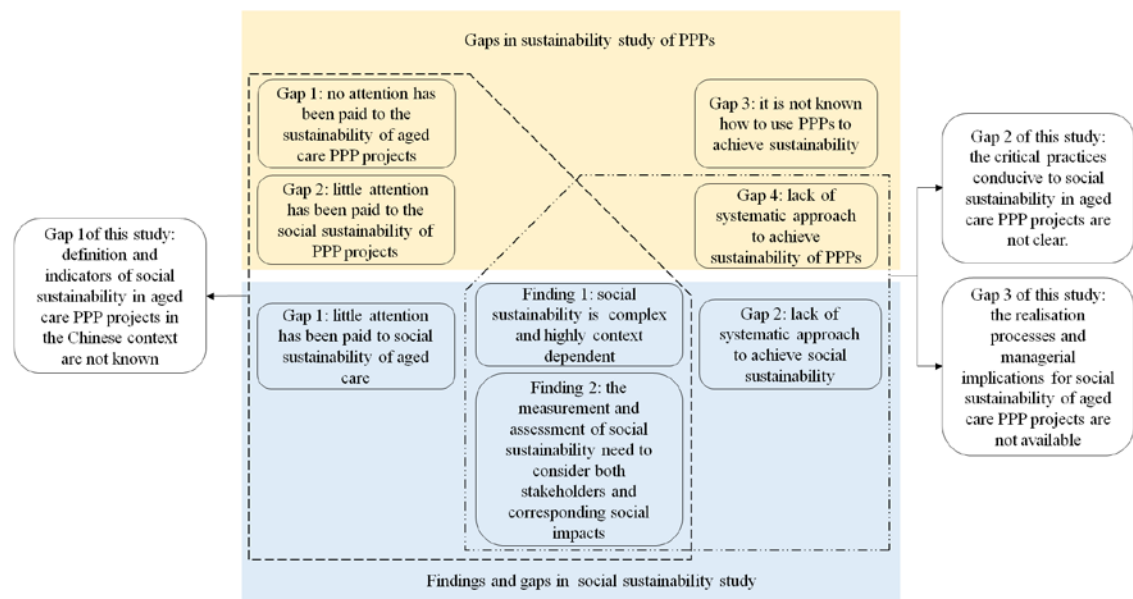 Gaps in sustainability study of PPPs
Gap 1: no attention has
been paid to the
sustainability of aged
care PPP projects
Gap 2: little attention
has been paid to the
social sustainability of
PPP projects
Gap 3: it is not known
how to use PPPs to
achieve sustainability
Gap 4: lack of
systematic approach
to achieve
sustainability of PPPs
Gap 1of this study:
definition and
indicators of social
sustainability in aged
care PPP projects in
the Chinese context
are not known
Gap 1: little attention
has been paid to social
sustainability of aged
care
Finding 1: social
sustainability is complex
and highly context
dependent
Finding 2: the
measurement and
assessment of social
sustainability need to
consider both
stakeholders and
corresponding social
impacts
Gap 2: lack of
systematic approach
to achieve social
sustainability
Gap 2 of this study:
the critical practices
conducive to social
sustainability in aged
care PPP projects are
not clear.
Gap 3 of this study:
the realisation
processes and
managerial
implications for social
sustainability of aged
care PPP projects are
not available
Findings and gaps in social sustainability study